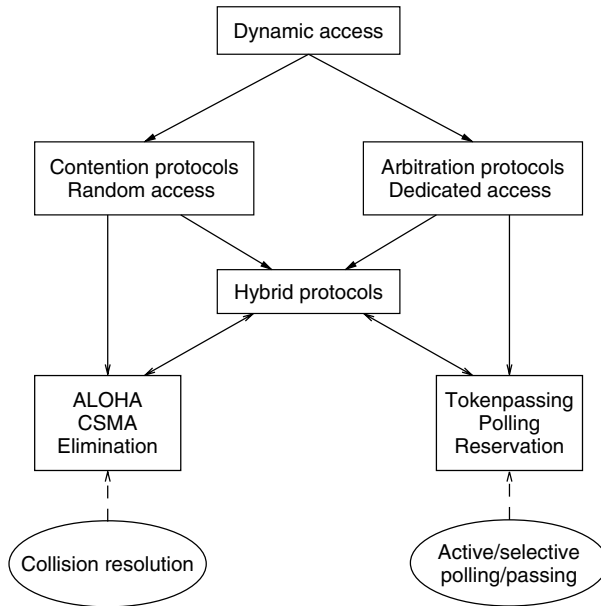 Dynamic access
Contention protocols
Random access
Arbitration protocols
Dedicated access
Hybrid protocols
ALOHA
CSMA
Elimination
Tokenpassing
Polling
Reservation
Collision resolution
Active/selective
polling/passing